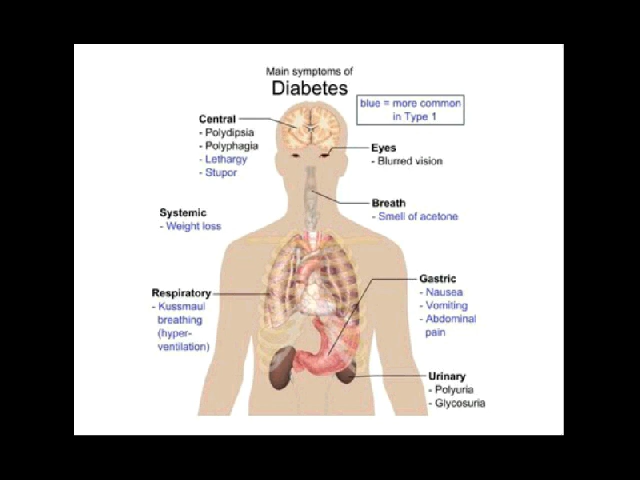 Main symptoms of
Diabetes
blue = more common
in Type 1
Central
- Polydipsia
- Polyphagia
- Lethargy
- Stupor
Eyes
- Blurred vision
Breath
- Smell of acetone
Systemic
- Weight loss
Respiratory
- Kussmaul
breathing
(hyper-
ventilation)
Gastric
- Nausea
- Vomiting
- Abdominal
pain
Urinary
- Polyuria
- Glycosuria